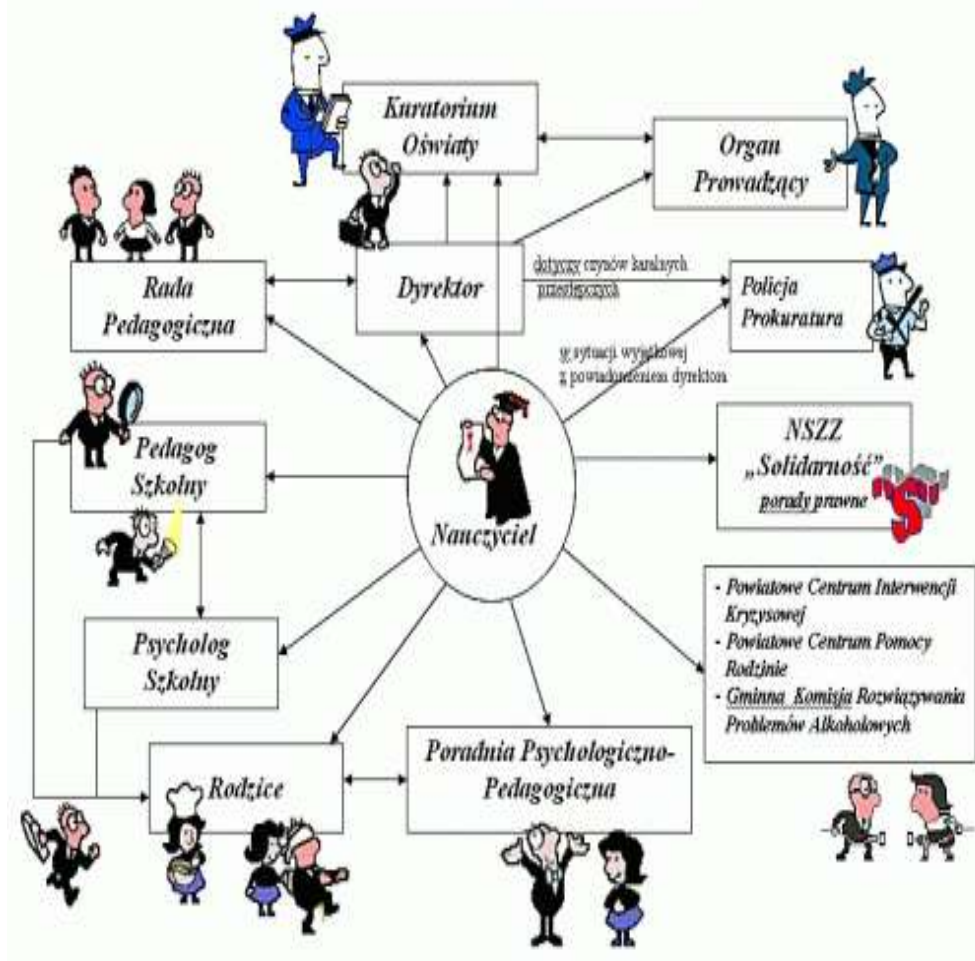 Kuratorium
Oświaty
Organ
Prowadzący
Rada
Pedagogiczna
Dyrektor
dotyczy czynów karalnych
przestępczych
Policja
Prokuratura
w sytuacji wyjątkowej
z powiadomieniem dyrektora
Pedagog
Szkolny
NSZZ
„Solidarność”
porady prawne
Nauczyciel
- Powiatowe Centrum Interwencji
Kryzysowej
- Powiatowe Centrum Pomocy
Rodzinie
- Gminna Komisja Rozwiązywania
Problemów Alkoholowych
Psycholog
Szkolny
Rodzice
Poradnia Psychologiczno-
Pedagogiczna